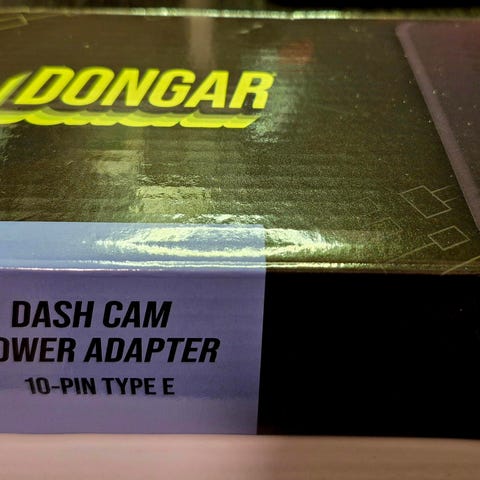 DONGAR
DASH CAM
OWER ADAPTER
10-PIN TYPE E